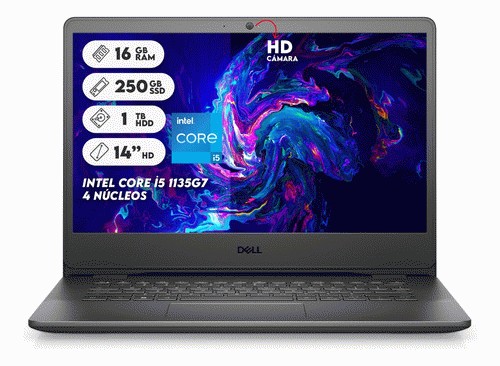 HD
CÁMARA
16 GB RAM
250 GB SSD
1 TB HDD
14” HD
intel
CORE
i5
INTEL CORE i5 1135G7
4 NÚCLEOS
DELL